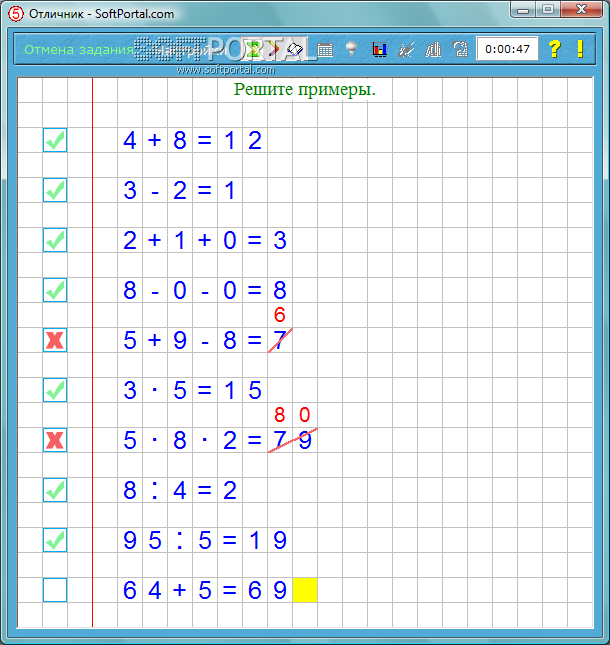 Отличник - SoftPortal.com
Отмена задания
SOFTPORTAL
www.softportal.com
0:00:47
Решите примеры.
4 + 8 = 1 2
3 - 2 = 1
2 + 1 + 0 = 3
8 - 0 - 0 = 8
6
5 + 9 - 8 = 7
3 · 5 = 1 5
8 0
5 · 8 · 2 = 7 9
8 : 4 = 2
9 5 : 5 = 1 9
6 4 + 5 = 6 9